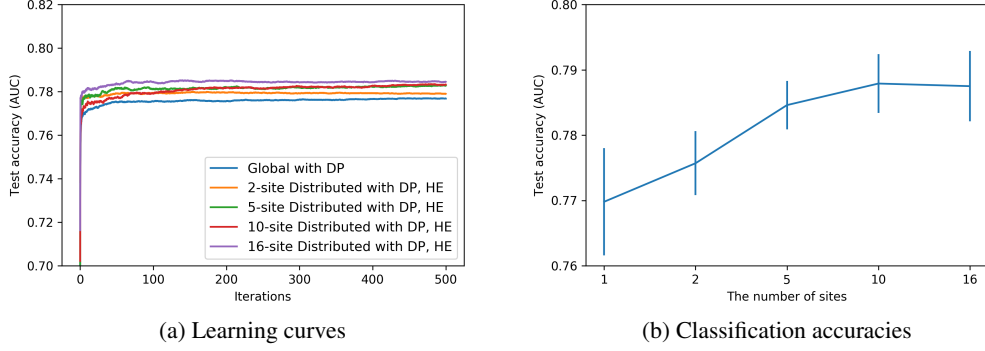 0.82
0.80
0.78
0.76
0.74
0.72
0.70
Test accuracy (AUC)
0
100
200
300
400
500
Iterations
Global with DP
2-site Distributed with DP, HE
5-site Distributed with DP, HE
10-site Distributed with DP, HE
16-site Distributed with DP, HE
(a) Learning curves
0.80
0.79
0.78
0.77
0.76
Test accuracy (AUC)
1
2
5
10
16
The number of sites
(b) Classification accuracies